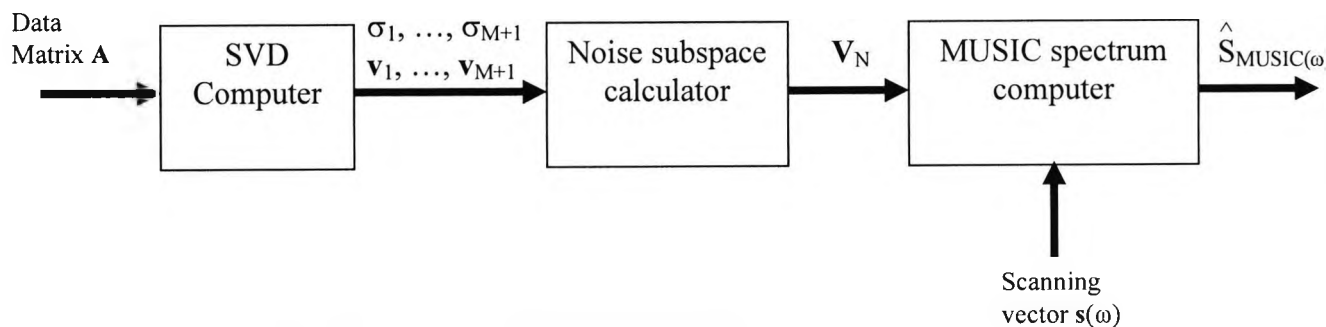 Data
Matrix A
SVD
Computer
σ₁, …, σM+1
v₁, …, vM+1
Noise subspace
calculator
VN
MUSIC spectrum
computer
ŜMUSIC(ω)
Scanning
vector s(ω)